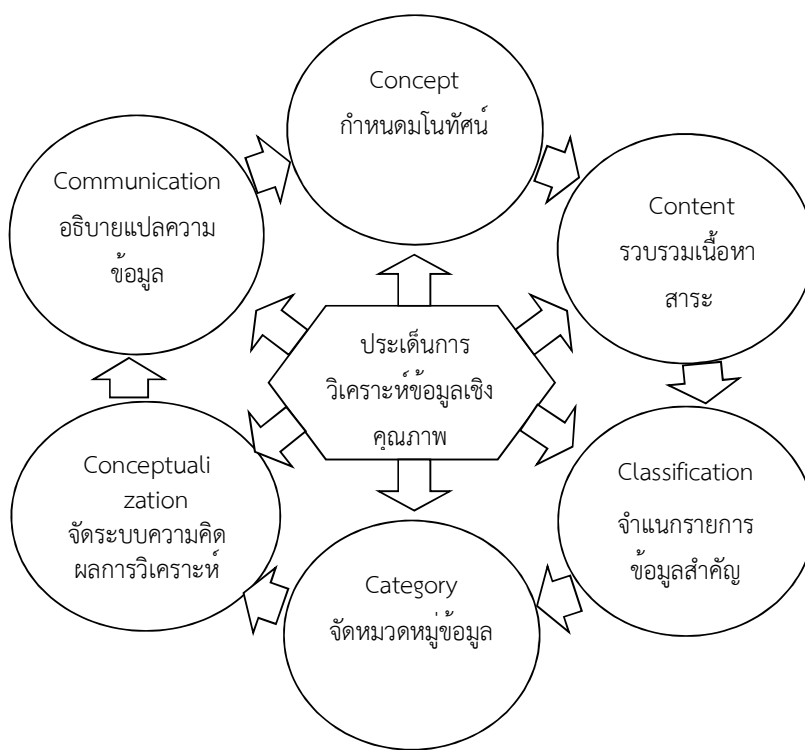 Concept
กำหนดมโนทัศน์
Content
รวบรวมเนื้อหา
สาระ
Classification
จำแนกรายการ
ข้อมูลสำคัญ
Category
จัดหมวดหมู่ข้อมูล
Conceptuali
zation
จัดระบบความคิด
ผลการวิเคราะห์
Communication
อธิบายแปลความ
ข้อมูล
ประเด็นการ
วิเคราะห์ข้อมูลเชิง
คุณภาพ